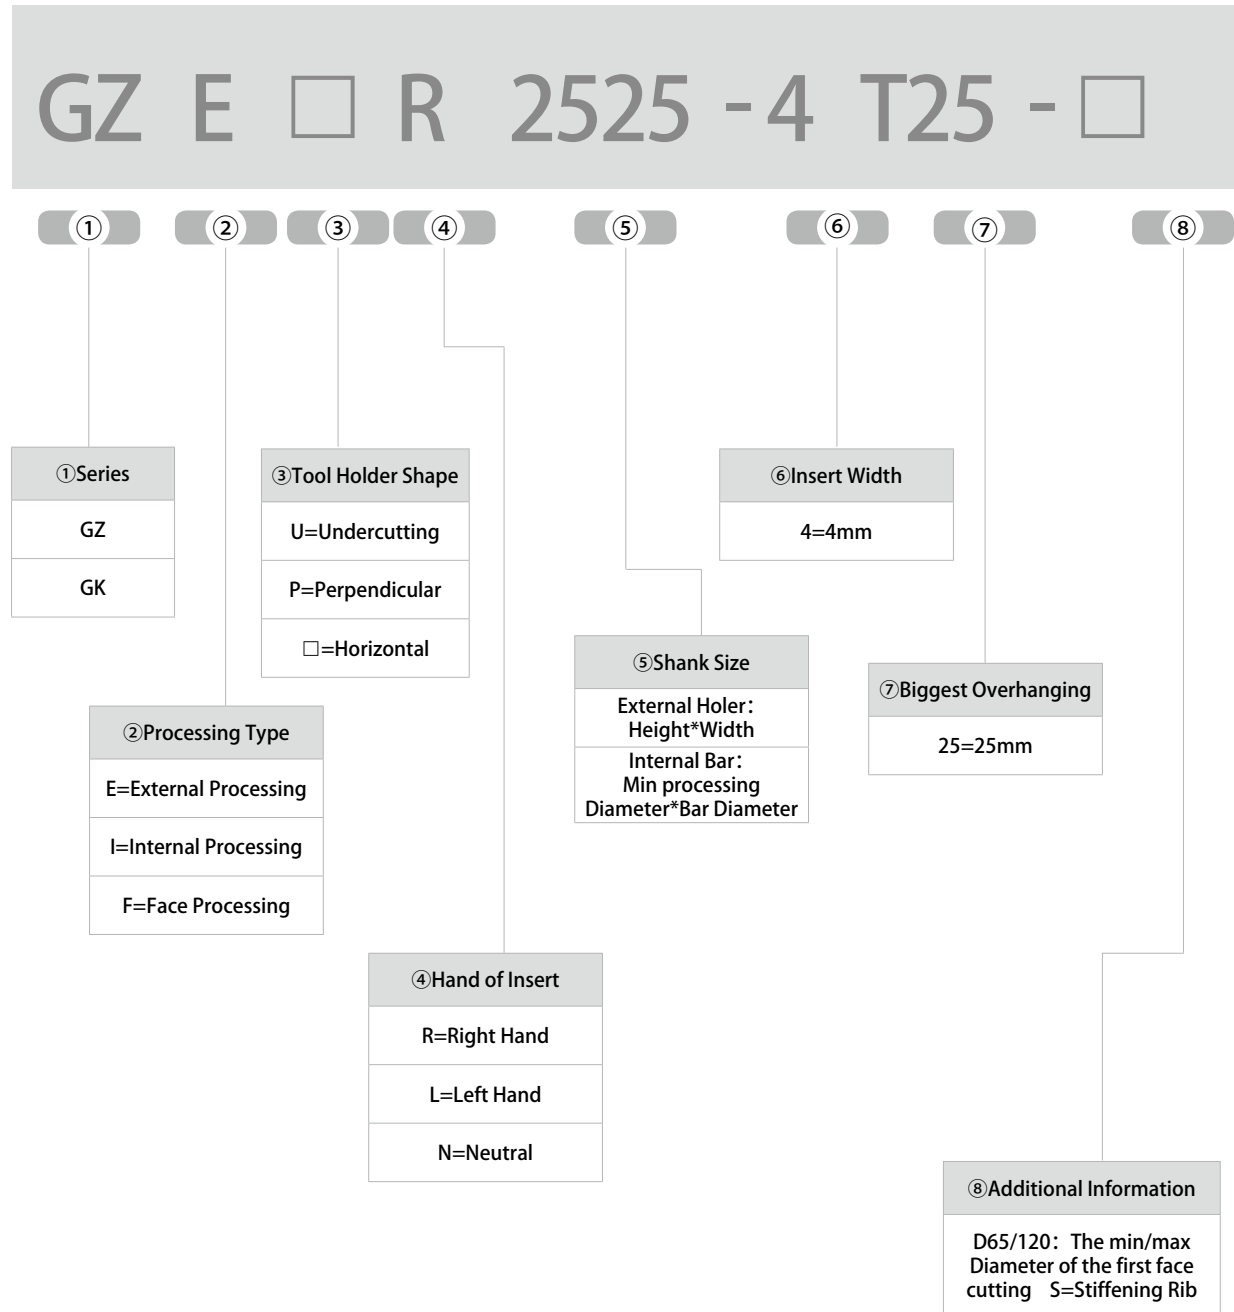 GZ E □ R 2525 - 4 T25 - □
① ② ③ ④ ⑤ ⑥ ⑦ ⑧
①Series
GZ
GK
②Processing Type
E=External Processing
I=Internal Processing
F=Face Processing
③Tool Holder Shape
U=Undercutting
P=Perpendicular
□=Horizontal
④Hand of Insert
R=Right Hand
L=Left Hand
N=Neutral
⑤Shank Size
External Holer:
Height*Width
Internal Bar:
Min processing
Diameter*Bar Diameter
⑥Insert Width
4=4mm
⑦Biggest Overhanging
25=25mm
⑧Additional Information
D65/120: The min/max
Diameter of the first face
cutting S=Stiffening Rib